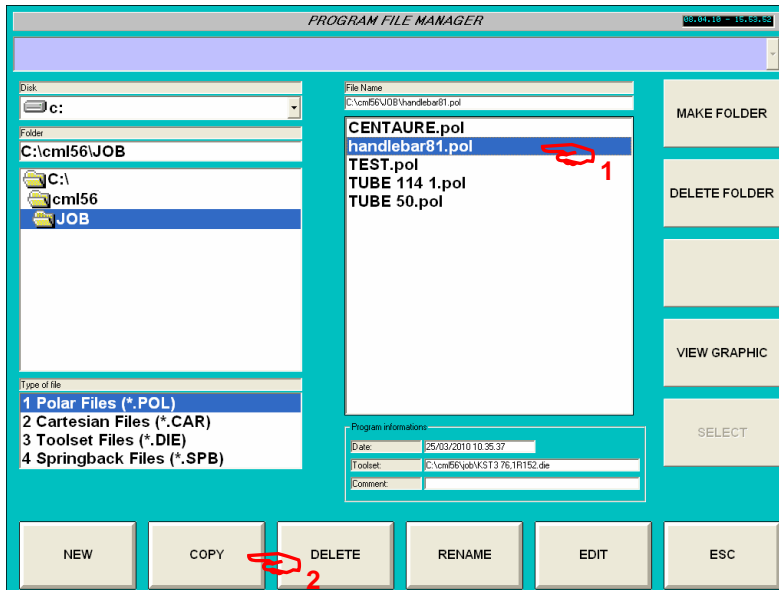 PROGRAM FILE MANAGER
08.04.10 - 15.53.52
Disk
c:
Folder
C:\cml56\JOB
C:\
cml56
JOB
Type of file
1 Polar Files (*.POL)
2 Cartesian Files (*.CAR)
3 Toolset Files (*.DIE)
4 Springback Files (*.SPB)
File Name
C:\cml56\JOB\handlebar81.pol
CENTAURE.pol
handlebar81.pol
1
TEST.pol
TUBE 114 1.pol
TUBE 50.pol
Program informations
Date: 25/03/2010 10.35.37
Toolset: C:\cml56\job\KST3 76,1R152.die
Comment:
MAKE FOLDER
DELETE FOLDER
VIEW GRAPHIC
SELECT
NEW
COPY
2
DELETE
RENAME
EDIT
ESC